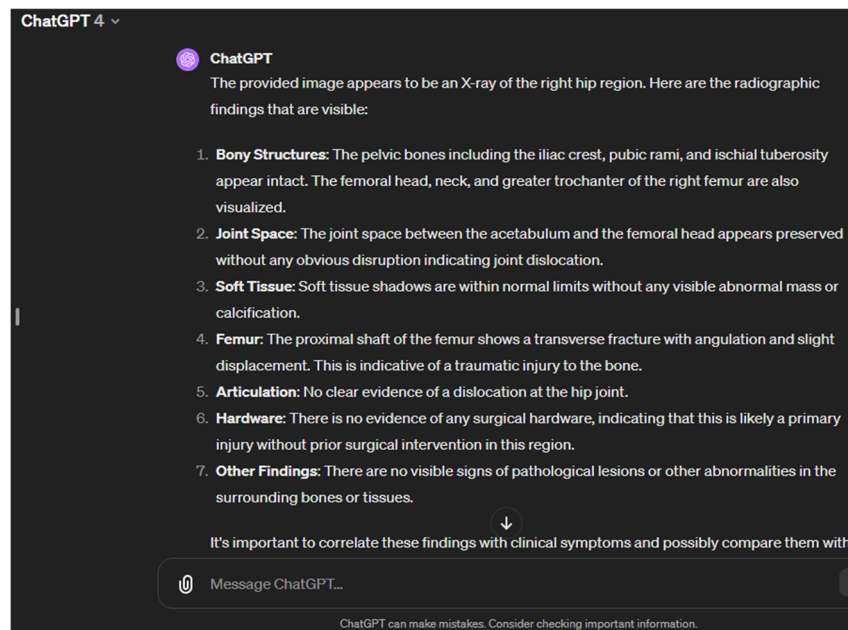 ChatGPT 4
ChatGPT
The provided image appears to be an X-ray of the right hip region. Here are the radiographic
findings that are visible:
1. Bony Structures: The pelvic bones including the iliac crest, pubic rami, and ischial tuberosity
appear intact. The femoral head, neck, and greater trochanter of the right femur are also
visualized.
2. Joint Space: The joint space between the acetabulum and the femoral head appears preserved
without any obvious disruption indicating joint dislocation.
3. Soft Tissue: Soft tissue shadows are within normal limits without any visible abnormal mass or
calcification.
4. Femur: The proximal shaft of the femur shows a transverse fracture with angulation and slight
displacement. This is indicative of a traumatic injury to the bone.
5. Articulation: No clear evidence of a dislocation at the hip joint.
6. Hardware: There is no evidence of any surgical hardware, indicating that this is likely a primary
injury without prior surgical intervention in this region.
7. Other Findings: There are no visible signs of pathological lesions or other abnormalities in the
surrounding bones or tissues.
It's important to correlate these findings with clinical symptoms and possibly compare them with
Message ChatGPT...
ChatGPT can make mistakes. Consider checking important information.